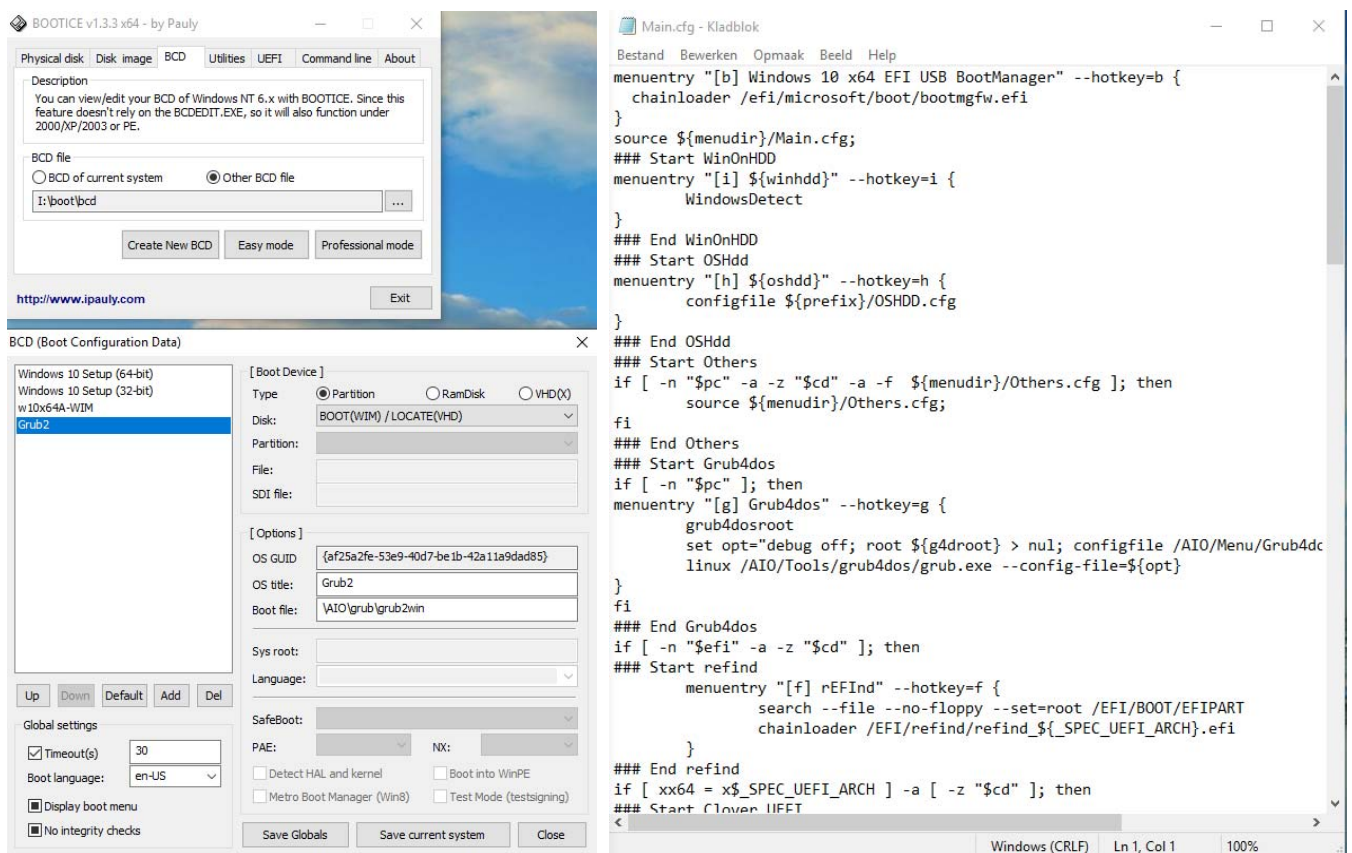 BOOTICE v1.3.3 x64 - by Pauly
Physical disk Disk image BCD Utilities UEFI Command line About
Description
You can view/edit your BCD of Windows NT 6.x with BOOTICE. Since this
feature doesn't rely on the BCDEDIT.EXE, so it will also function under
2000/XP/2003 or PE.
BCD file
BCD of current system Other BCD file
I:\boot\bcd ...
Create New BCD Easy mode Professional mode
http://www.ipauly.com Exit
BCD (Boot Configuration Data)
Windows 10 Setup (64-bit)
Windows 10 Setup (32-bit)
w10x64A-WIM
Grub2
Up Down Default Add Del
Global settings
Timeout(s) 30
Boot language: en-US
Display boot menu
No integrity checks
[ Boot Device ]
Type Partition RamDisk VHD(X)
Disk: BOOT(WIM) / LOCATE(VHD)
Partition:
File:
SDI file:
[ Options ]
OS GUID {af25a2fe-53e9-40d7-be1b-42a11a9dad85}
OS title: Grub2
Boot file: \AIO\grub\grub2win
Sys root:
Language:
SafeBoot:
PAE: NX:
Detect HAL and kernel Boot into WinPE
Metro Boot Manager (Win8) Test Mode (testsigning)
Save Globals Save current system Close
Main.cfg - Kladblok
Bestand Bewerken Opmaak Beeld Help
menuentry "[b] Windows 10 x64 EFI USB BootManager" --hotkey=b {
  chainloader /efi/microsoft/boot/bootmgfw.efi
}
source ${menudir}/Main.cfg;
### Start WinOnHDD
menuentry "[i] ${winhdd}" --hotkey=i {
        WindowsDetect
}
### End WinOnHDD
### Start OSHdd
menuentry "[h] ${oshdd}" --hotkey=h {
        configfile ${prefix}/OSHDD.cfg
}
### End OSHdd
### Start Others
if [ -n "$pc" -a -z "$cd" -a -f  ${menudir}/Others.cfg ]; then
        source ${menudir}/Others.cfg;
fi
### End Others
### Start Grub4dos
if [ -n "$pc" ]; then
menuentry "[g] Grub4dos" --hotkey=g {
        grub4dosroot
        set opt="debug off; root ${g4droot} > nul; configfile /AIO/Menu/Grub4dc
        linux /AIO/Tools/grub4dos/grub.exe --config-file=${opt}
}
fi
### End Grub4dos
if [ -n "$efi" -a -z "$cd" ]; then
### Start refind
        menuentry "[f] rEFInd" --hotkey=f {
                search --file --no-floppy --set=root /EFI/BOOT/EFIPART
                chainloader /EFI/refind/refind_${_SPEC_UEFI_ARCH}.efi
        }
### End refind
if [ xx64 = x$_SPEC_UEFI_ARCH ] -a [ -z "$cd" ]; then
### Start Clover UEFI
Windows (CRLF) Ln 1, Col 1 100%